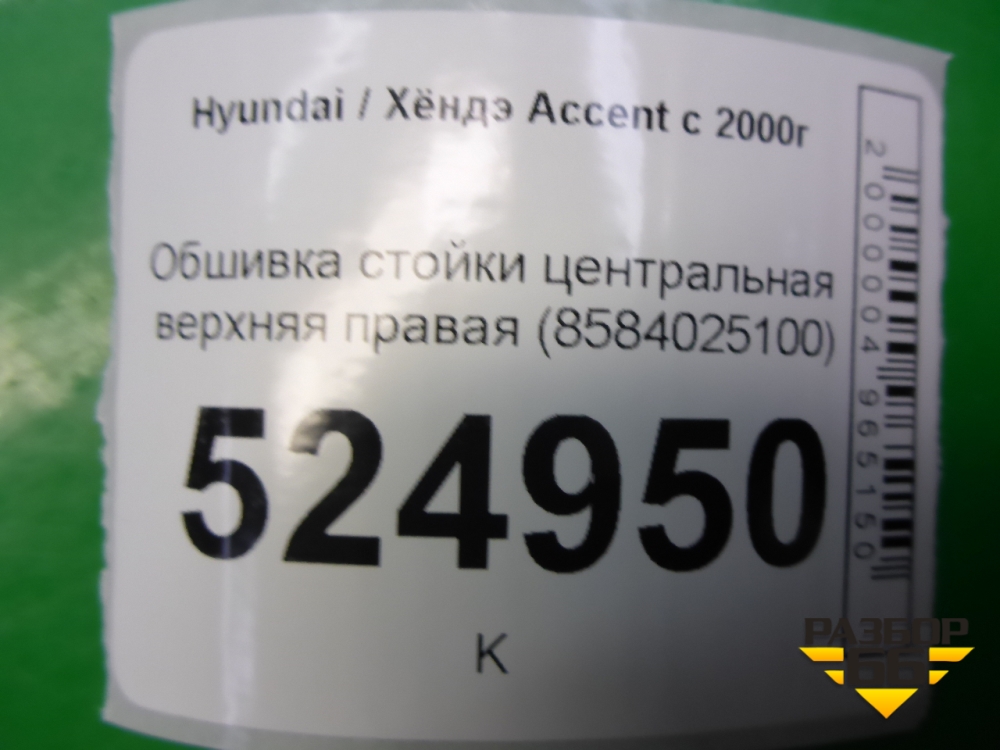 Hyundai / Хёндэ Accent с 2000г
Обшивка стойки центральная
верхняя правая (8584025100)
524950
К
2000004965150
РАЗБОР
66